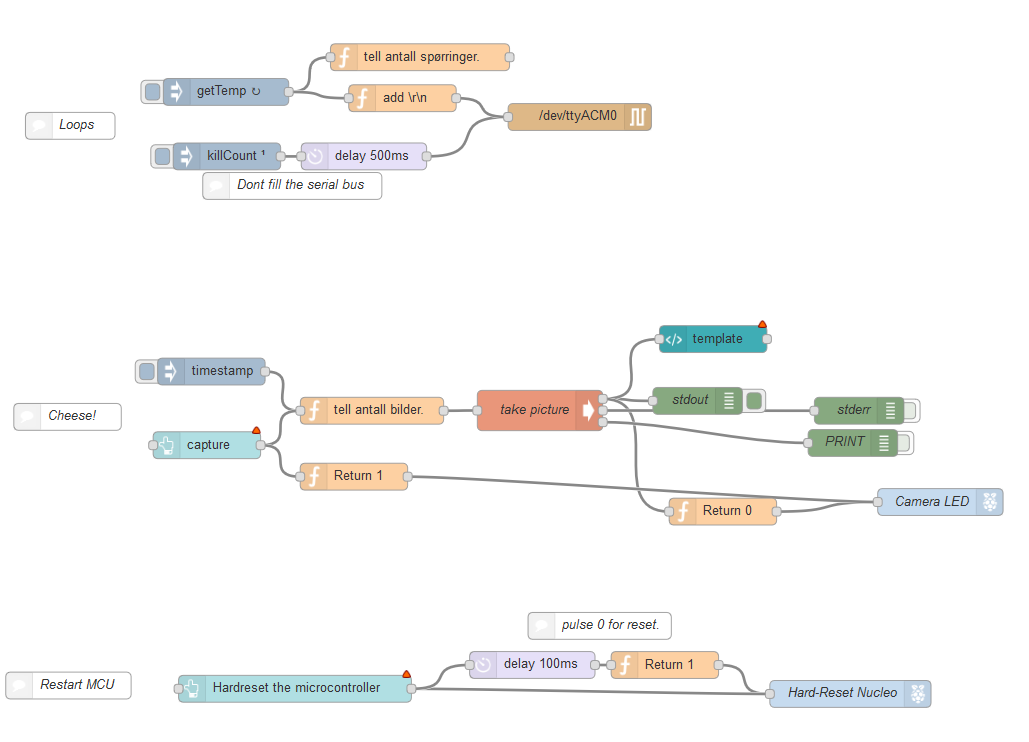 tell antall spørringer.
getTemp ↻
add \r\n
/dev/ttyACM0
Loops
killCount ¹
delay 500ms
Dont fill the serial bus
template
timestamp
stdout
Cheese!
tell antall bilder.
take picture
stderr
capture
PRINT
Return 1
Camera LED
Return 0
pulse 0 for reset.
delay 100ms
Return 1
Restart MCU
Hardreset the microcontroller
Hard-Reset Nucleo